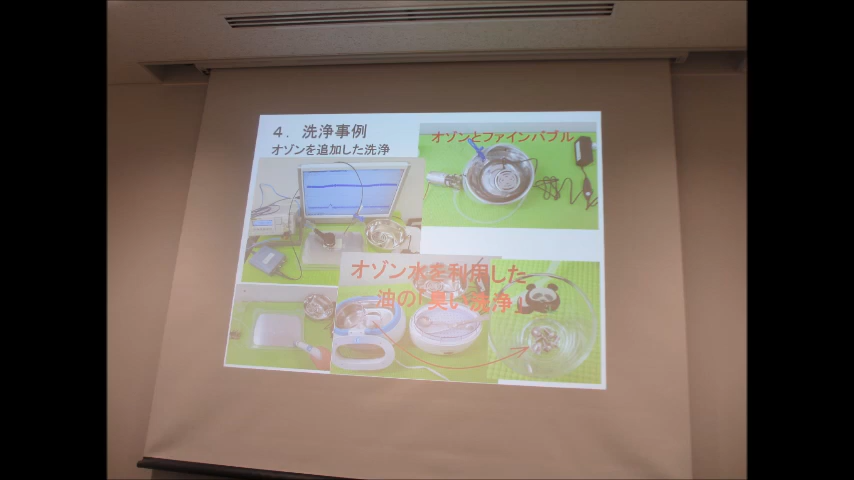 4. 洗浄事例
オゾンを追加した洗浄
オゾンとファインバブル
オゾン水を利用した
油の「臭い洗浄」